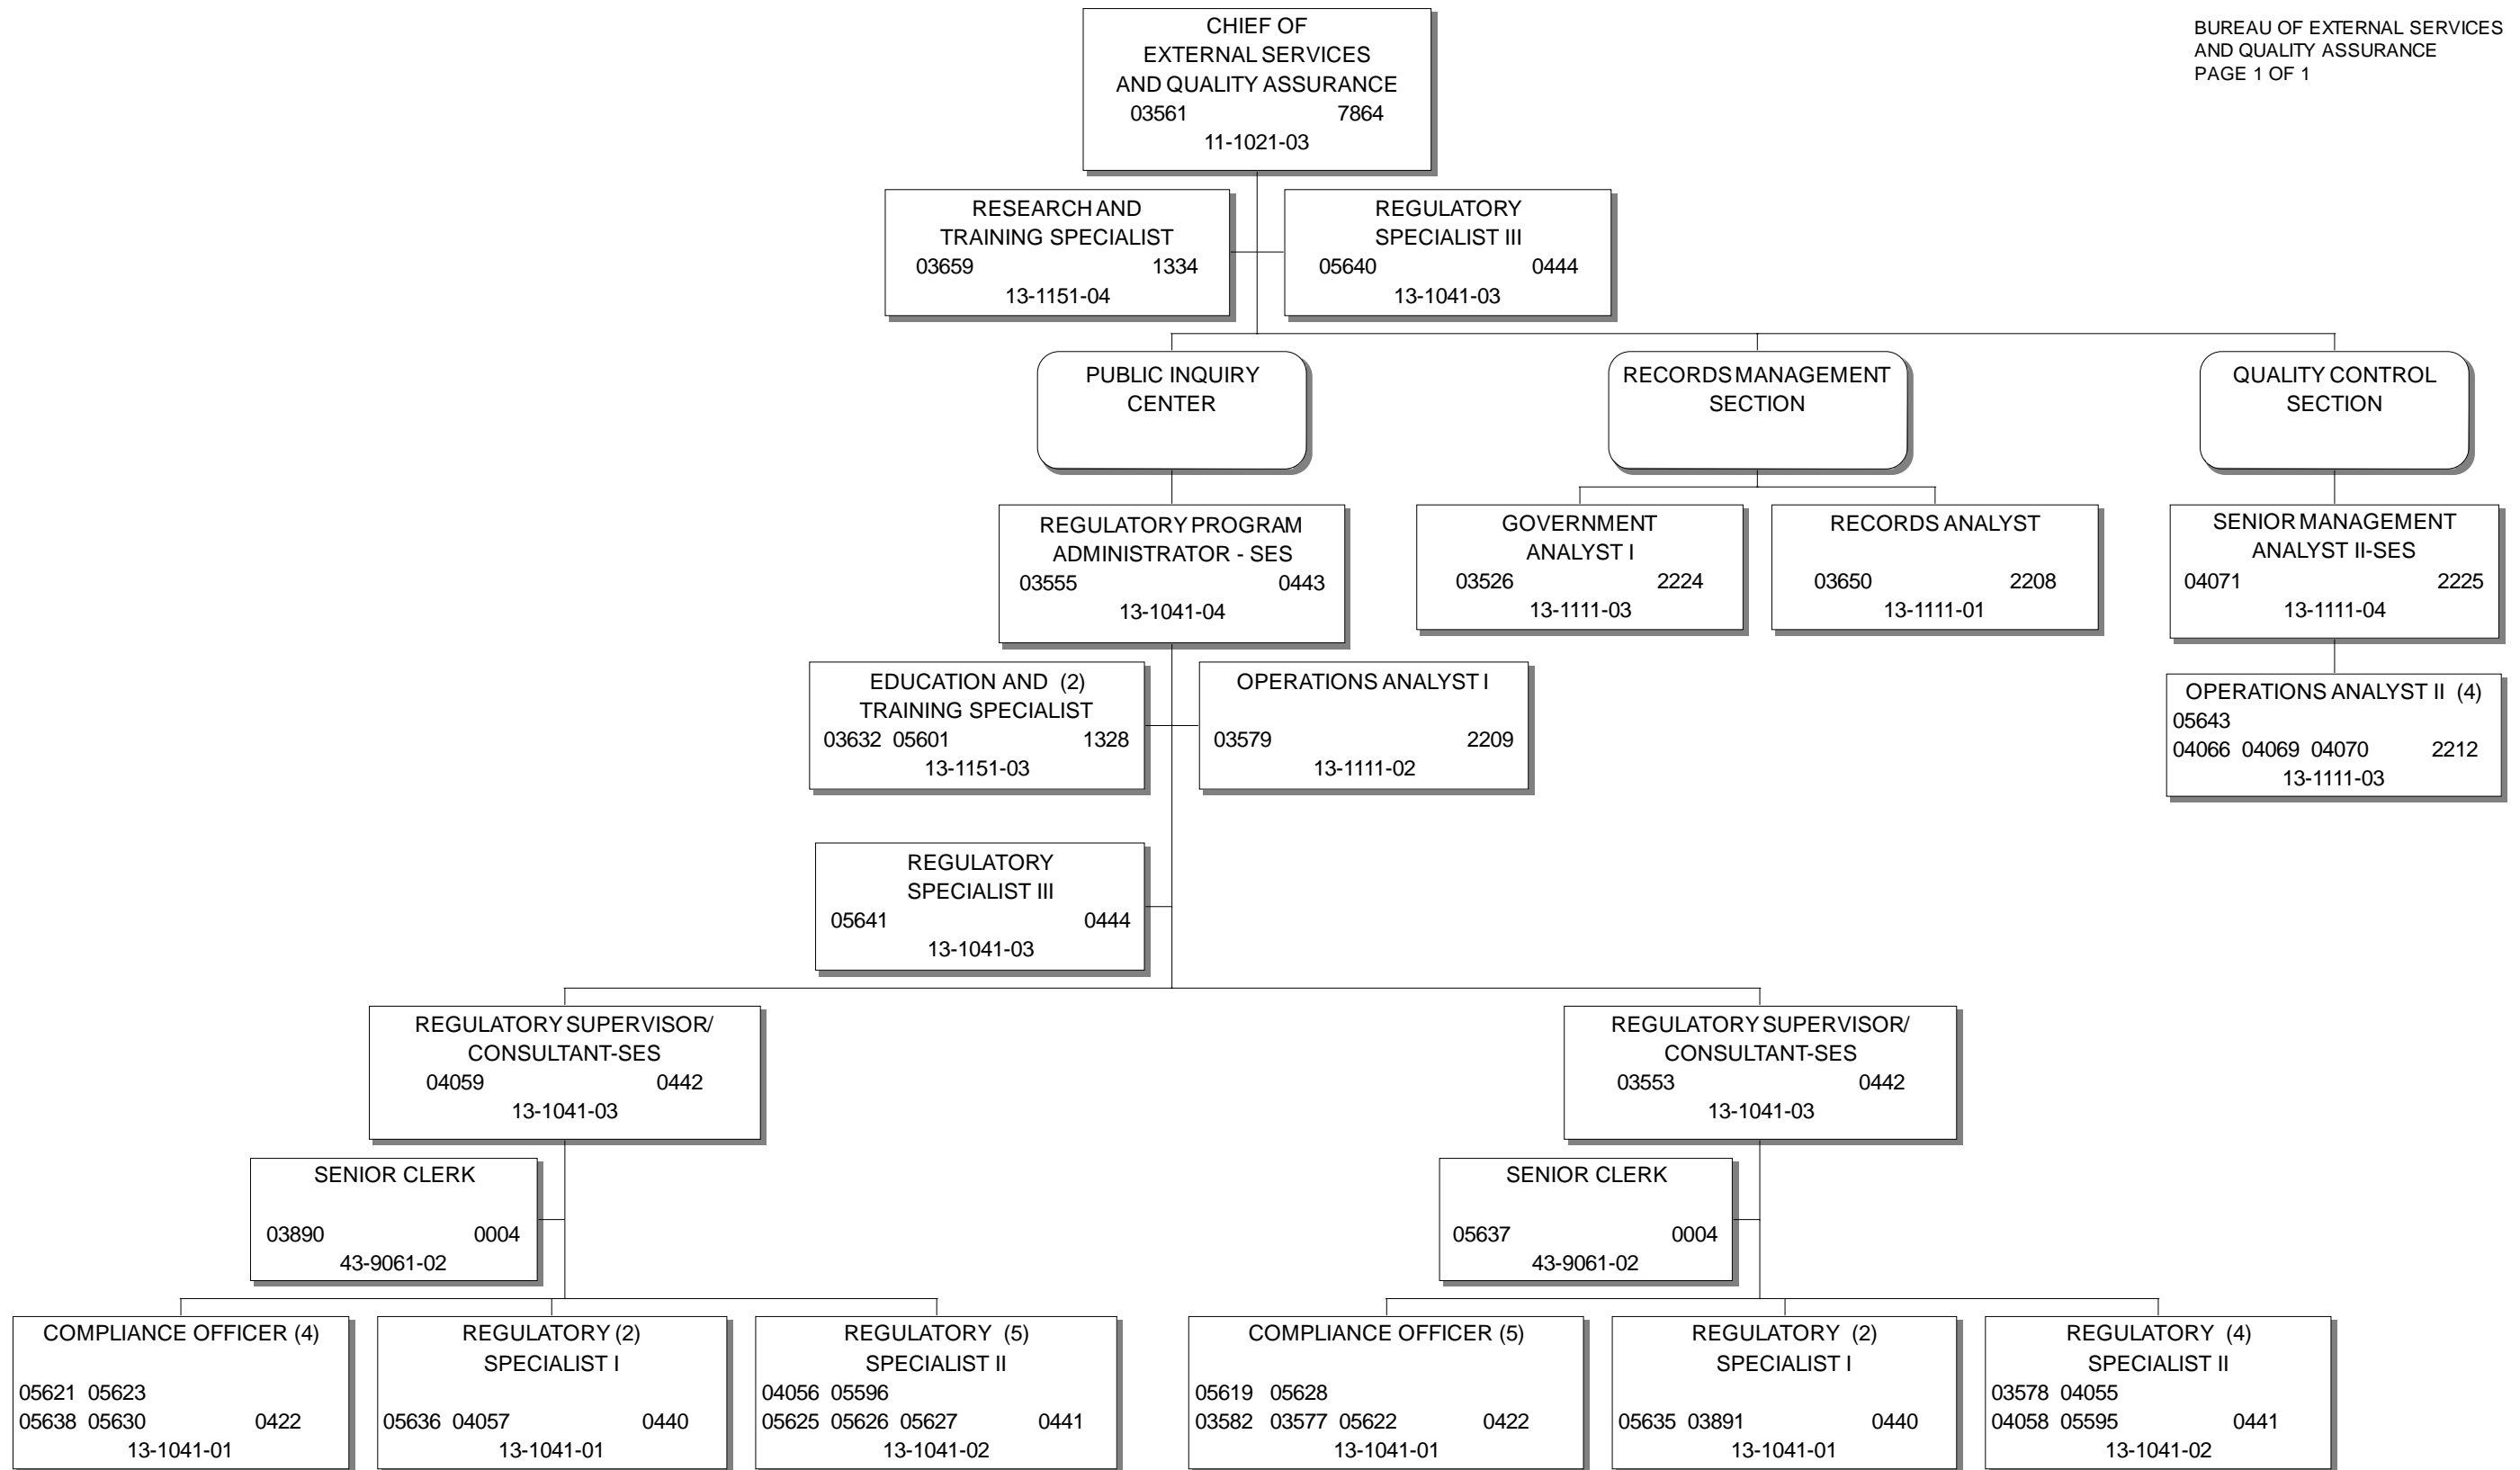 CHIEF OF
EXTERNAL SERVICES
AND QUALITY ASSURANCE
03561 7864
11-1021-03
BUREAU OF EXTERNAL SERVICES
AND QUALITY ASSURANCE
PAGE 1 OF 1
RESEARCH AND
TRAINING SPECIALIST
03659 1334
13-1151-04
REGULATORY
SPECIALIST III
05640 0444
13-1041-03
PUBLIC INQUIRY
CENTER
RECORDS MANAGEMENT
SECTION
QUALITY CONTROL
SECTION
REGULATORY PROGRAM
ADMINISTRATOR - SES
03555 0443
13-1041-04
GOVERNMENT
ANALYST I
03526 2224
13-1111-03
RECORDS ANALYST
03650 2208
13-1111-01
SENIOR MANAGEMENT
ANALYST II-SES
04071 2225
13-1111-04
EDUCATION AND (2)
TRAINING SPECIALIST
03632 05601 1328
13-1151-03
OPERATIONS ANALYST I
03579 2209
13-1111-02
OPERATIONS ANALYST II (4)
05643
04066 04069 04070 2212
13-1111-03
REGULATORY
SPECIALIST III
05641 0444
13-1041-03
REGULATORY SUPERVISOR/
CONSULTANT-SES
04059 0442
13-1041-03
REGULATORY SUPERVISOR/
CONSULTANT-SES
03553 0442
13-1041-03
SENIOR CLERK
03890 0004
43-9061-02
SENIOR CLERK
05637 0004
43-9061-02
COMPLIANCE OFFICER (4)
05621 05623
05638 05630 0422
13-1041-01
REGULATORY (2)
SPECIALIST I
05636 04057 0440
13-1041-01
REGULATORY (5)
SPECIALIST II
04056 05596
05625 05626 05627 0441
13-1041-02
COMPLIANCE OFFICER (5)
05619 05628
03582 03577 05622 0422
13-1041-01
REGULATORY (2)
SPECIALIST I
05635 03891 0440
13-1041-01
REGULATORY (4)
SPECIALIST II
03578 04055
04058 05595 0441
13-1041-02